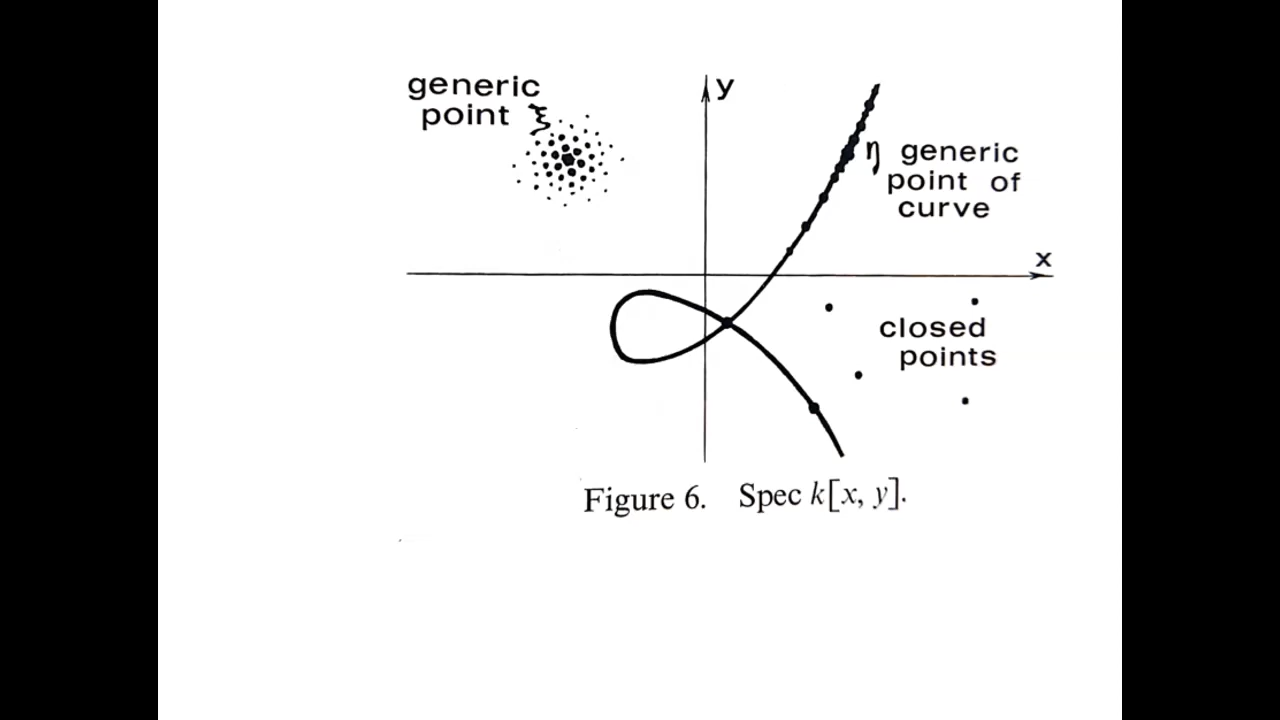 generic
point ξ
y
η generic
point of
curve
x
closed
points
Figure 6. Spec k[x, y].